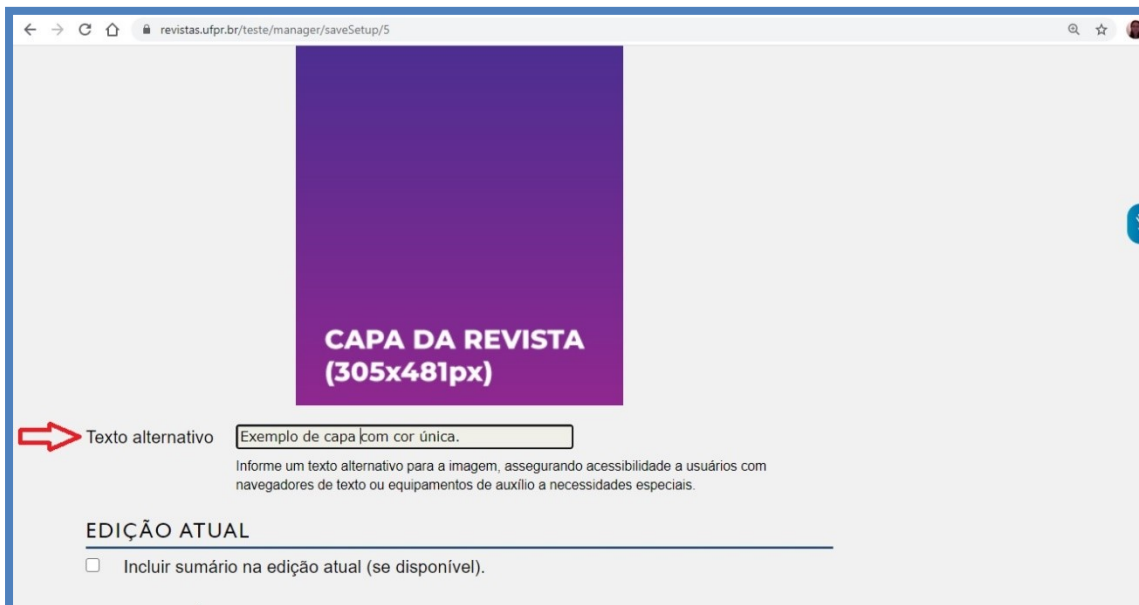 revistas.ufpr.br/teste/manager/saveSetup/5
CAPA DA REVISTA
(305x481px)
Texto alternativo
Exemplo de capa com cor única.
Informe um texto alternativo para a imagem, assegurando acessibilidade a usuários com
navegadores de texto ou equipamentos de auxílio a necessidades especiais.
EDIÇÃO ATUAL
Incluir sumário na edição atual (se disponível).